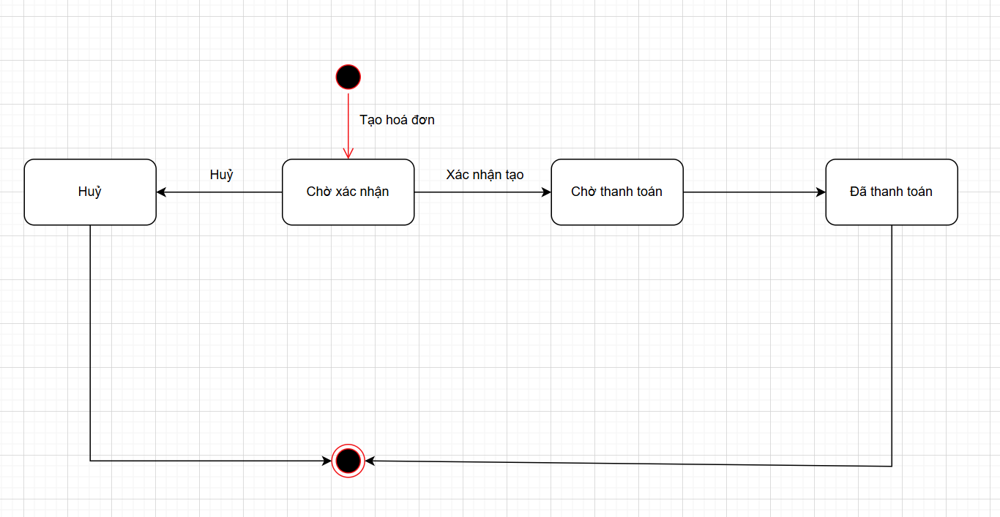 Tạo hoá đơn
Huỷ
Xác nhận tạo
Huỷ
Chờ xác nhận
Chờ thanh toán
Đã thanh toán